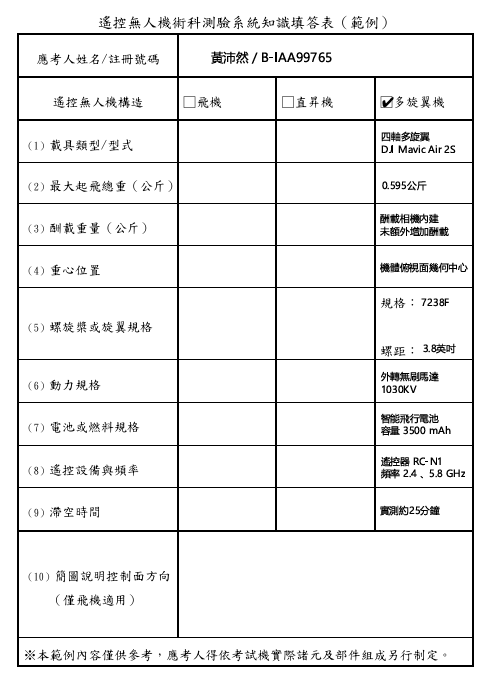 遙控無人機術科測驗系統知識填答表（範例）
應考人姓名/註冊號碼
黃沛然 / B-IAA99765
遙控無人機構造
□飛機
□直昇機
☑多旋翼機
(1) 載具類型/型式
四軸多旋翼
DJI Mavic Air 2S
(2) 最大起飛總重（公斤）
0.595公斤
(3) 酬載重量（公斤）
酬載相機內建
未額外增加酬載
(4) 重心位置
機體俯視面幾何中心
(5) 螺旋槳或旋翼規格
規格： 7238F
螺距： 3.8英吋
(6) 動力規格
外轉無刷馬達
1030KV
(7) 電池或燃料規格
智能飛行電池
容量 3500 mAh
(8) 遙控設備與頻率
遙控器 RC-N1
頻率 2.4 、5.8 GHz
(9) 滯空時間
實測約25分鐘
(10) 簡圖說明控制面方向
（僅飛機適用）
※本範例內容僅供參考，應考人得依考試機實際諸元及部件組成另行制定。